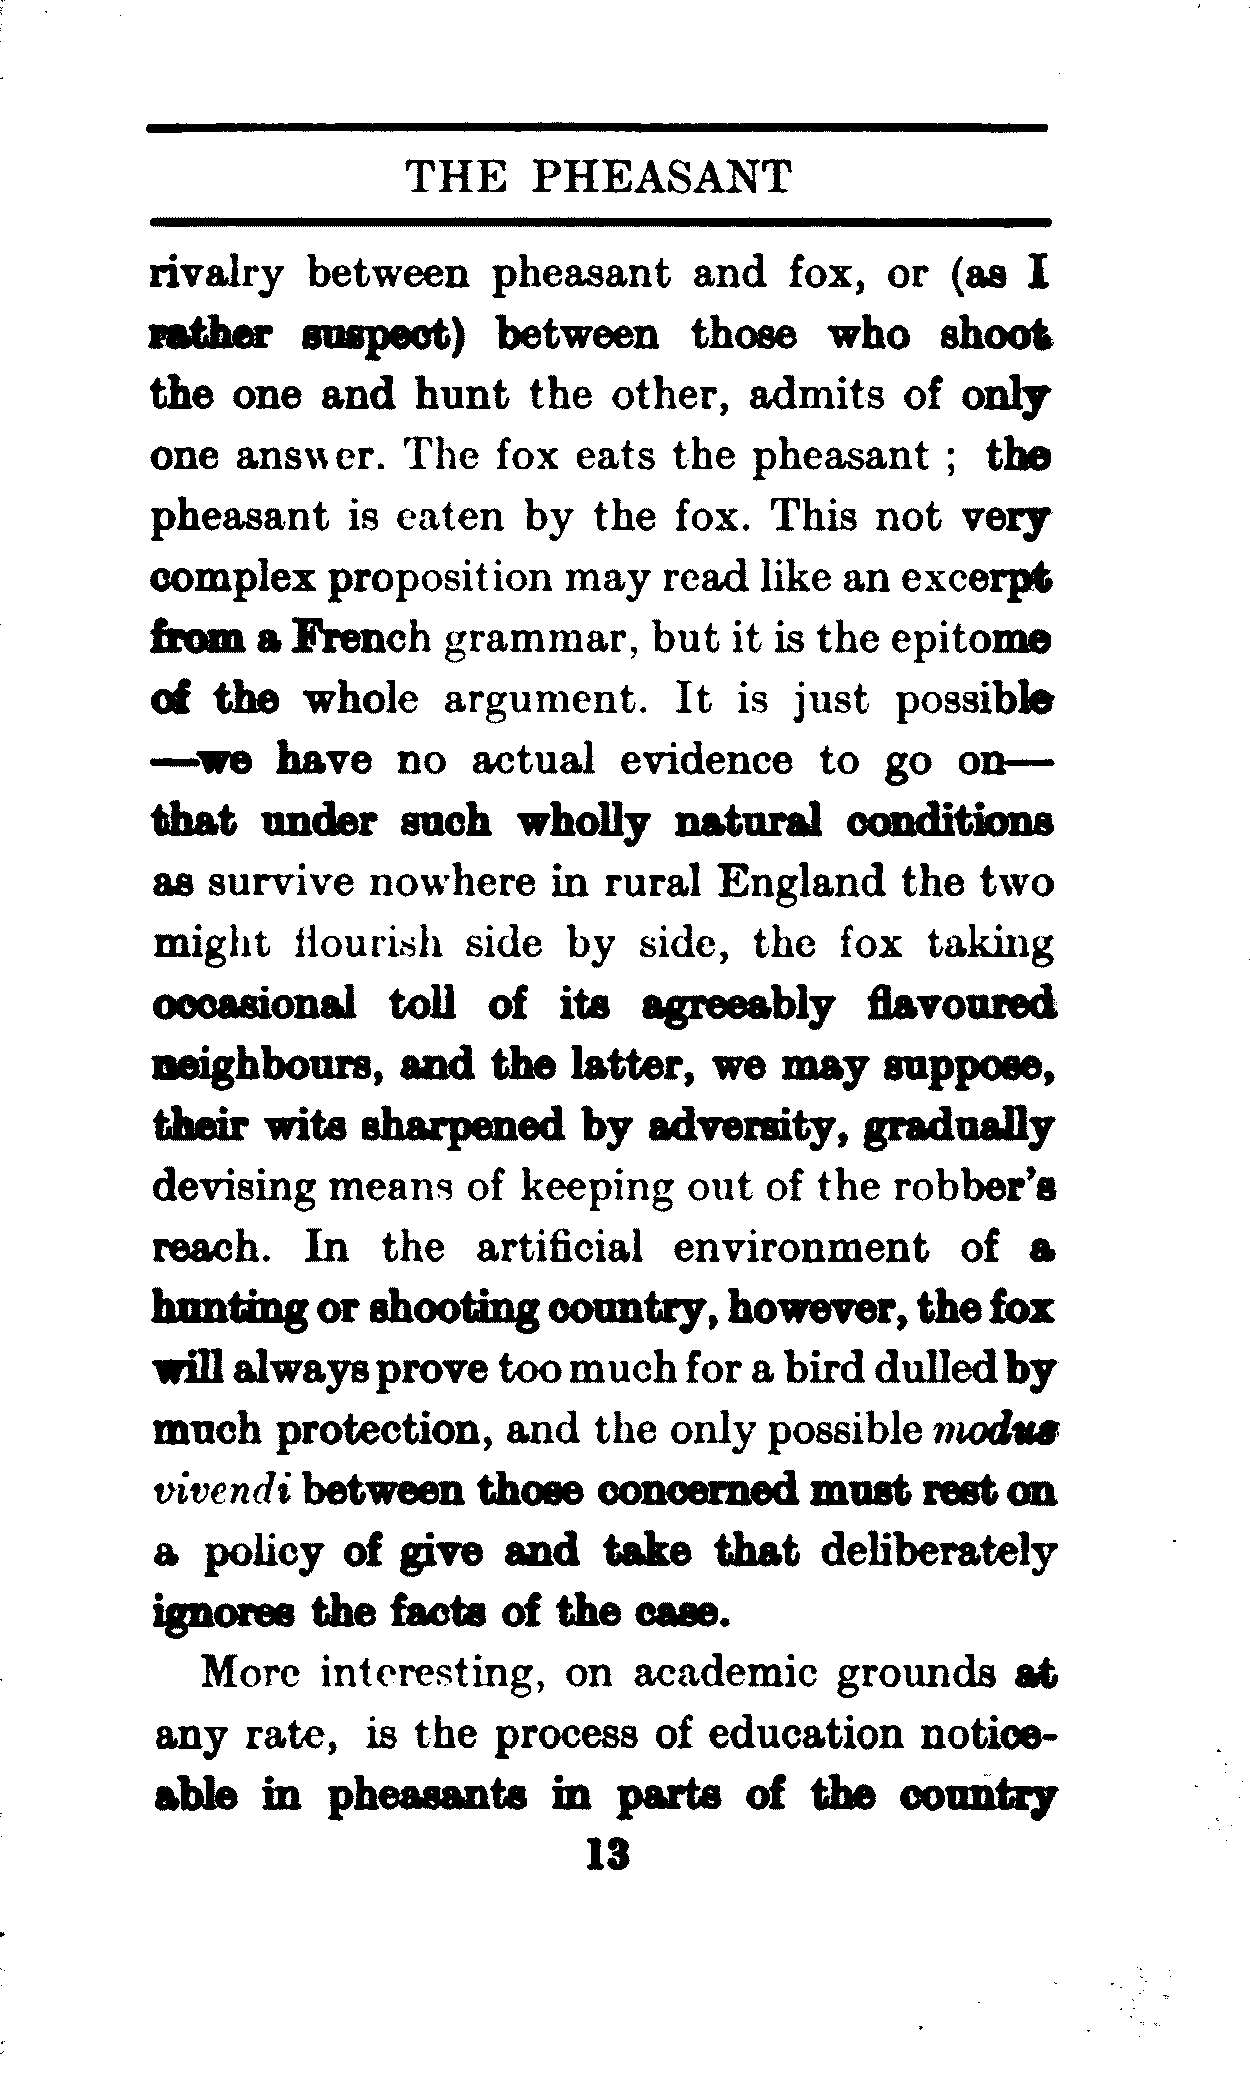 THE PHEASANT
rivalry between pheasant and fox, or (as I
rather suspect) between those who shoot
the one and hunt the other, admits of only
one answer. The fox eats the pheasant ; the
pheasant is eaten by the fox. This not very
complex proposition may read like an excerpt
from a French grammar, but it is the epitome
of the whole argument. It is just possible
—we have no actual evidence to go on—
that under such wholly natural conditions
as survive nowhere in rural England the two
might flourish side by side, the fox taking
occasional toll of its agreeably flavoured
neighbours, and the latter, we may suppose,
their wits sharpened by adversity, gradually
devising means of keeping out of the robber's
reach. In the artificial environment of a
hunting or shooting country, however, the fox
will always prove too much for a bird dulled by
much protection, and the only possible modus
vivendi between those concerned must rest on
a policy of give and take that deliberately
ignores the facts of the case.
More interesting, on academic grounds at
any rate, is the process of education notice-
able in pheasants in parts of the country
13